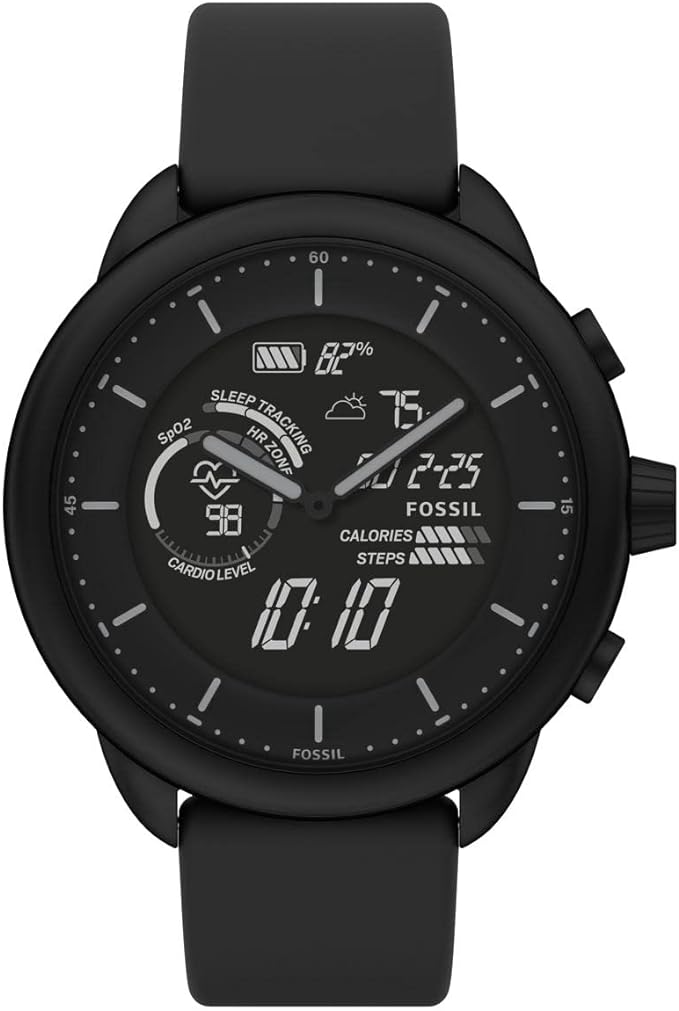 60
82%
SLEEP TRACKING
HR ZONE
SpO2
75
2-25
98
45
15
FOSSIL
CALORIES
STEPS
CARDIO LEVEL
10:10
FOSSIL